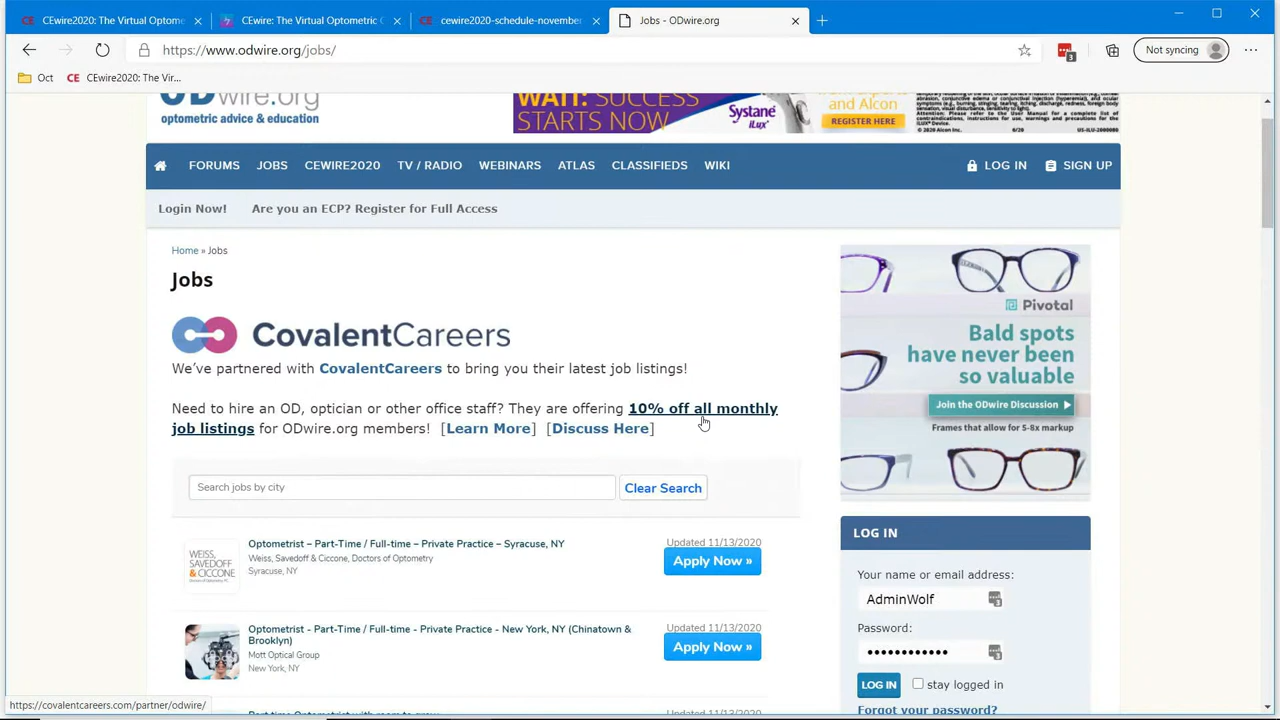 CEwire2020: The Virtual Optome
CEwire: The Virtual Optometric C
cewire2020-schedule-november
Jobs - ODwire.org
https://www.odwire.org/jobs/
Not syncing
Oct
CE CEwire2020: The Vir...
ODwire.org
optometric advice & education
WAIT: SUCCESS
STARTS NOW
Systane
iLux
and Alcon
REGISTER HERE
FORUMS JOBS CEWIRE2020 TV / RADIO WEBINARS ATLAS CLASSIFIEDS WIKI LOG IN SIGN UP
Login Now! Are you an ECP? Register for Full Access
Home » Jobs
Jobs
CovalentCareers
We've partnered with CovalentCareers to bring you their latest job listings!
Need to hire an OD, optician or other office staff? They are offering 10% off all monthly
job listings for ODwire.org members! [Learn More] [Discuss Here]
Search jobs by city
Clear Search
Optometrist – Part-Time / Full-time – Private Practice – Syracuse, NY
Weiss, Savedoff & Ciccone, Doctors of Optometry
Syracuse, NY
WEISS,
SAVEDOFF
& CICCONE
Updated 11/13/2020
Apply Now »
Optometrist - Part-Time / Full-time - Private Practice - New York, NY (Chinatown &
Brooklyn)
Mott Optical Group
New York, NY
Updated 11/13/2020
Apply Now »
Pivotal
Bald spots
have never been
so valuable
Join the ODwire Discussion
Frames that allow for 5-8x markup
LOG IN
Your name or email address:
AdminWolf
Password:
LOG IN
stay logged in
Forgot your password?
https://covalentcareers.com/partner/odwire/